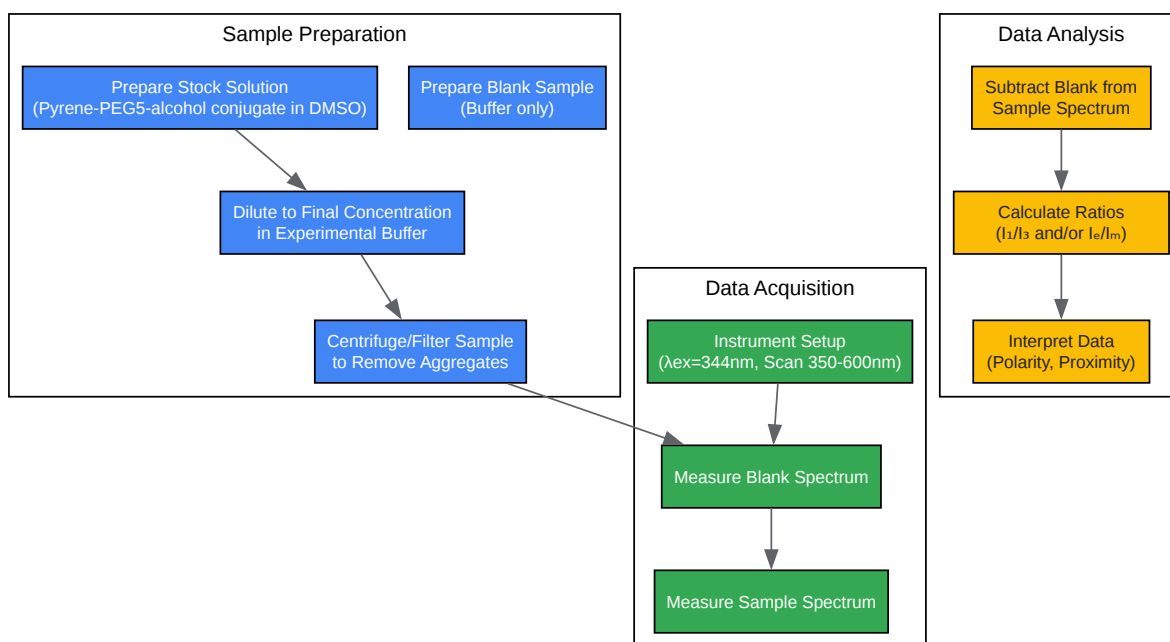 Sample Preparation
Prepare Stock Solution
(Pyrene-PEG5-alcohol conjugate in DMSO)
Prepare Blank Sample
(Buffer only)
Dilute to Final Concentration
in Experimental Buffer
Centrifuge/Filter Sample
to Remove Aggregates
Data Acquisition
Instrument Setup
(λex=344nm, Scan 350-600nm)
Measure Blank Spectrum
Measure Sample Spectrum
Data Analysis
Subtract Blank from
Sample Spectrum
Calculate Ratios
(I₁/I₃ and/or Iₑ/Iₘ)
Interpret Data
(Polarity, Proximity)